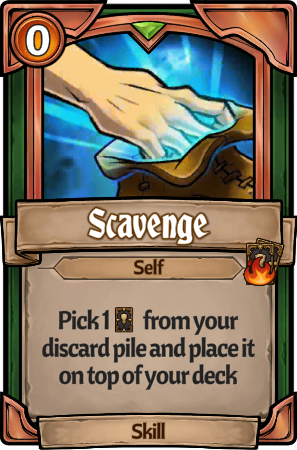 0
Scavenge
Self
Pick 1 from your
discard pile and place it
on top of your deck
Skill